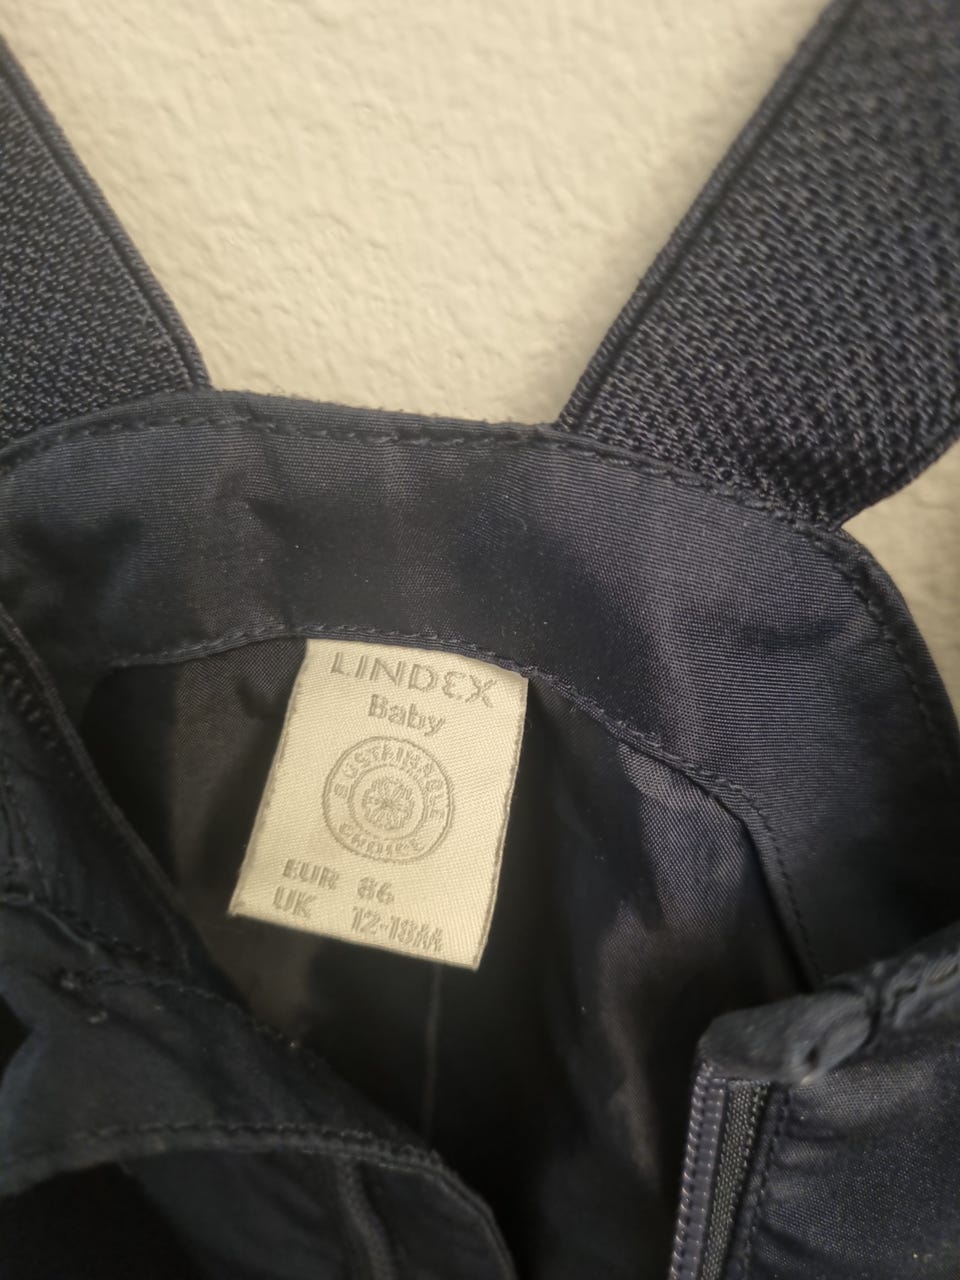 LINDEX
Baby
SUSTAINABLE
CHOICE
EUR 86
UK 12-18M